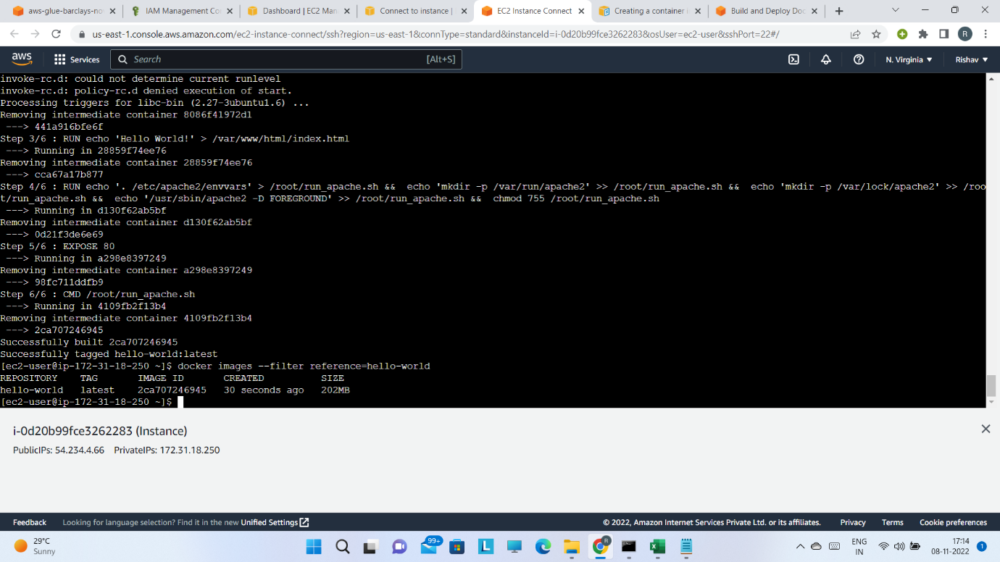 aws-glue-barclays-no
IAM Management Co
Dashboard | EC2 Man
Connect to instance |
EC2 Instance Connect
Creating a container i
Build and Deploy Doc
us-east-1.console.aws.amazon.com/ec2-instance-connect/ssh?region=us-east-1&connType=standard&instanceId=i-0d20b99fce3262283&osUser=ec2-user&sshPort=22#/
R
aws
Services
Search
[Alt+S]
N. Virginia
Rishav
invoke-rc.d: could not determine current runlevel
invoke-rc.d: policy-rc.d denied execution of start.
Processing triggers for libc-bin (2.27-3ubuntu1.6) ...
Removing intermediate container 8086f41972d1
---> 441a916bfe6f
Step 3/6 : RUN echo 'Hello World!' > /var/www/html/index.html
---> Running in 28859f74ee76
Removing intermediate container 28859f74ee76
---> cca67a17b877
Step 4/6 : RUN echo '. /etc/apache2/envvars' > /root/run_apache.sh &&  echo 'mkdir -p /var/run/apache2' >> /root/run_apache.sh &&  echo 'mkdir -p /var/lock/apache2' >> /roo
t/run_apache.sh &&  echo '/usr/sbin/apache2 -D FOREGROUND' >> /root/run_apache.sh &&  chmod 755 /root/run_apache.sh
---> Running in d130f62ab5bf
Removing intermediate container d130f62ab5bf
---> 0d21f3de6e69
Step 5/6 : EXPOSE 80
---> Running in a298e8397249
Removing intermediate container a298e8397249
---> 98fc711ddfb9
Step 6/6 : CMD /root/run_apache.sh
---> Running in 4109fb2f13b4
Removing intermediate container 4109fb2f13b4
---> 2ca707246945
Successfully built 2ca707246945
Successfully tagged hello-world:latest
[ec2-user@ip-172-31-18-250 ~]$ docker images --filter reference=hello-world
REPOSITORY    TAG       IMAGE ID       CREATED          SIZE
hello-world   latest    2ca707246945   30 seconds ago   202MB
[ec2-user@ip-172-31-18-250 ~]$
i-0d20b99fce3262283 (Instance)
PublicIPs: 54.234.4.66    PrivateIPs: 172.31.18.250
Feedback
Looking for language selection? Find it in the new Unified Settings
© 2022, Amazon Internet Services Private Ltd. or its affiliates.
Privacy
Terms
Cookie preferences
29°C
Sunny
99+
L
R
ENG
IN
17:14
08-11-2022
1